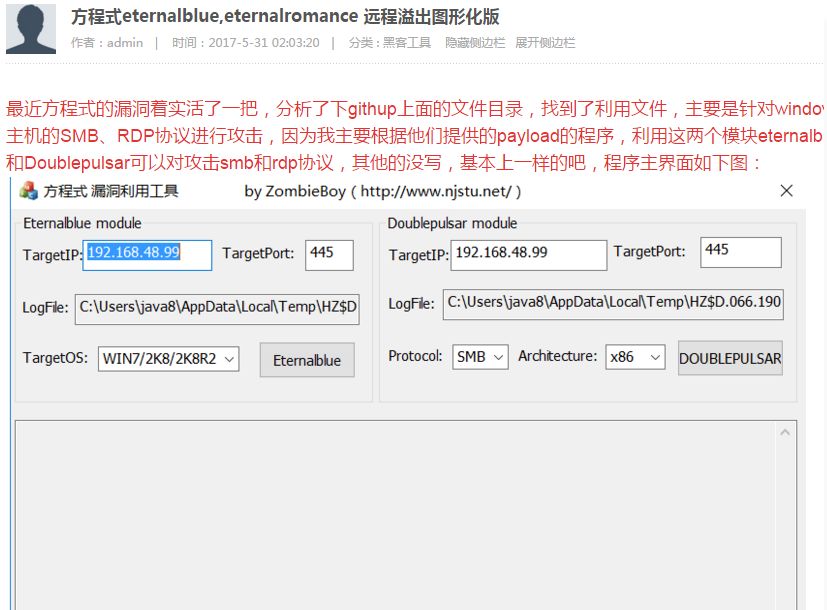 方程式eternalblue,eternalromance 远程溢出图形化版
作者：admin | 时间：2017-5-31 02:03:20 | 分类：黑客工具 隐藏侧边栏 展开侧边栏
最近方程式的漏洞着实活了一把，分析了下githup上面的文件目录，找到了利用文件，主要是针对window
主机的SMB、RDP协议进行攻击，因为我主要根据他们提供的payload的程序，利用这两个模块eternalb
和Doublepulsar可以对攻击smb和rdp协议，其他的没写，基本上一样的吧，程序主界面如下图：
方程式 漏洞利用工具 by ZombieBoy ( http://www.njstu.net/ )
Eternalblue module
TargetIP: 192.168.48.99 TargetPort: 445
LogFile: C:\Users\java8\AppData\Local\Temp\HZ$D
TargetOS: WIN7/2K8/2K8R2 Eternalblue
Doublepulsar module
TargetIP: 192.168.48.99 TargetPort: 445
LogFile: C:\Users\java8\AppData\Local\Temp\HZ$D.066.190
Protocol: SMB Architecture: x86 DOUBLEPULSAR